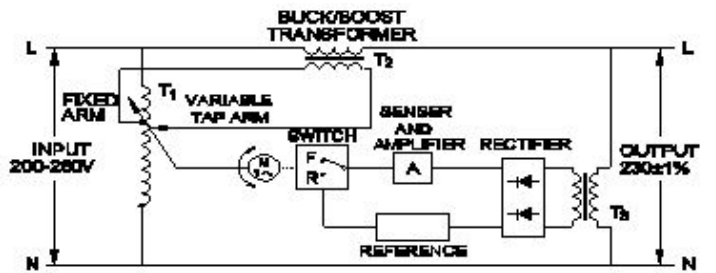 BUCK/BOOST
TRANSFORMER
L
L
T2
T1
FIXED
ARM
VARIABLE
TAP ARM
SENSER
AND
AMPLIFIER
SWITCH
RECTIFIER
INPUT
200-260V
M
F
R
A
OUTPUT
230±1%
T3
REFERENCE
N
N